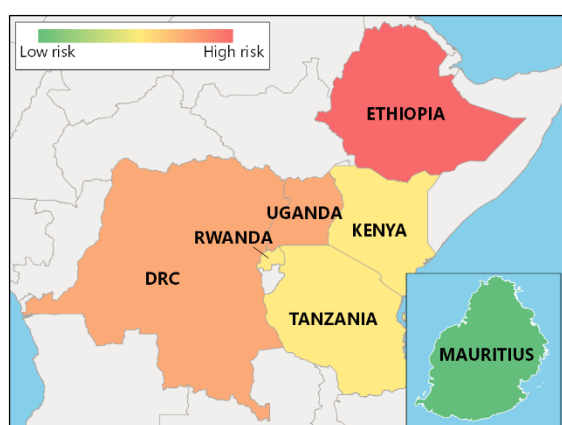 Low risk High risk
ETHIOPIA
UGANDA
RWANDA
KENYA
DRC
TANZANIA
MAURITIUS